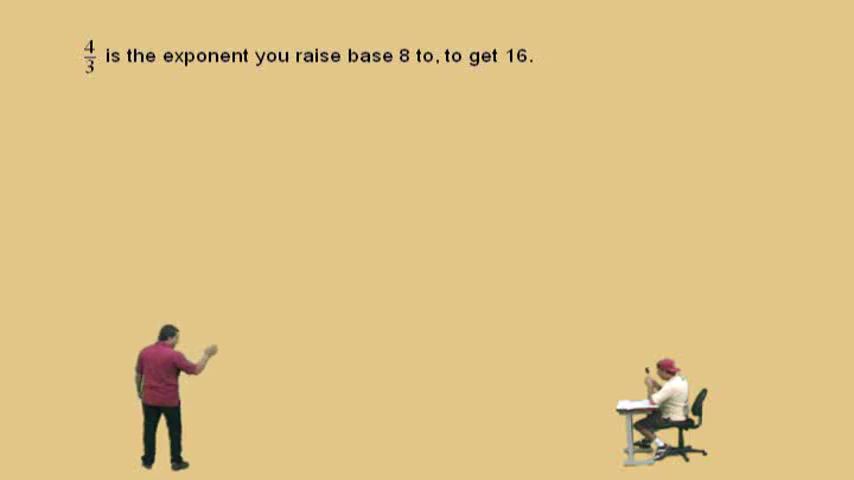 4/3 is the exponent you raise base 8 to, to get 16.